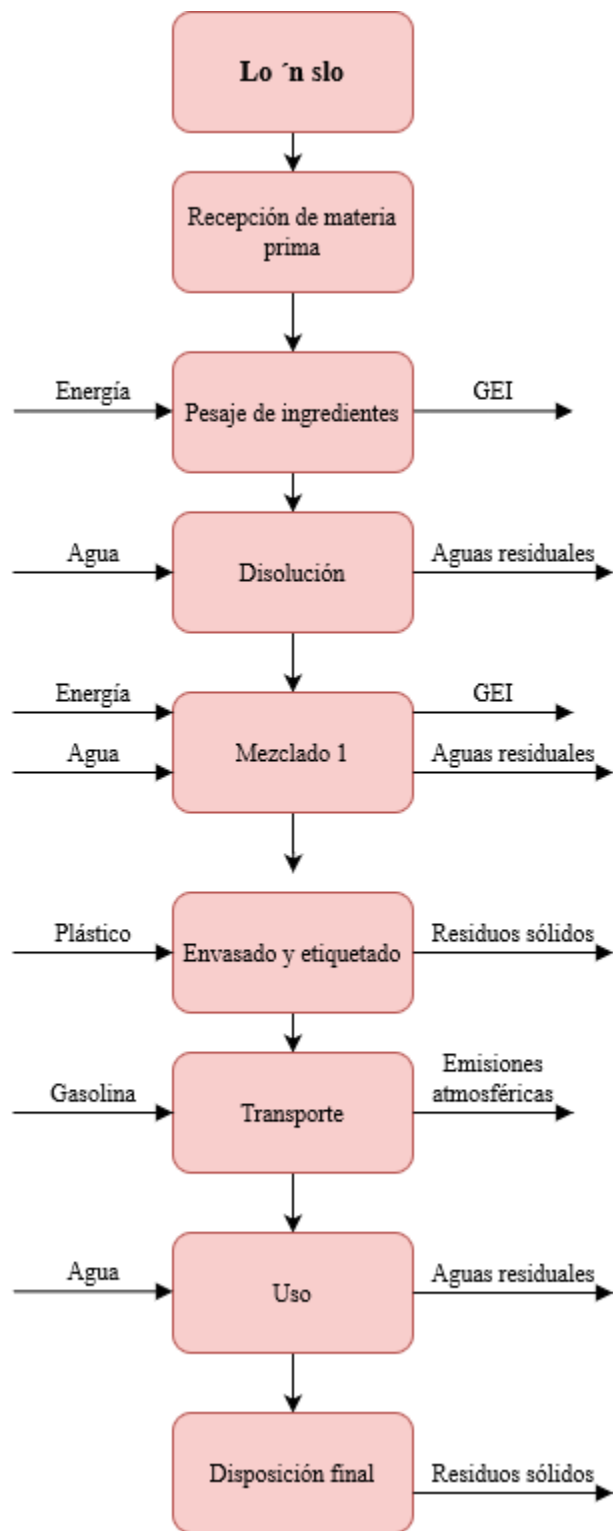 Lo ´n slo
Recepción de materia
prima
Energía
Pesaje de ingredientes
GEI
Agua
Disolución
Aguas residuales
Energía
GEI
Agua
Mezclado 1
Aguas residuales
Plástico
Envasado y etiquetado
Residuos sólidos
Gasolina
Transporte
Emisiones
atmosféricas
Agua
Uso
Aguas residuales
Disposición final
Residuos sólidos